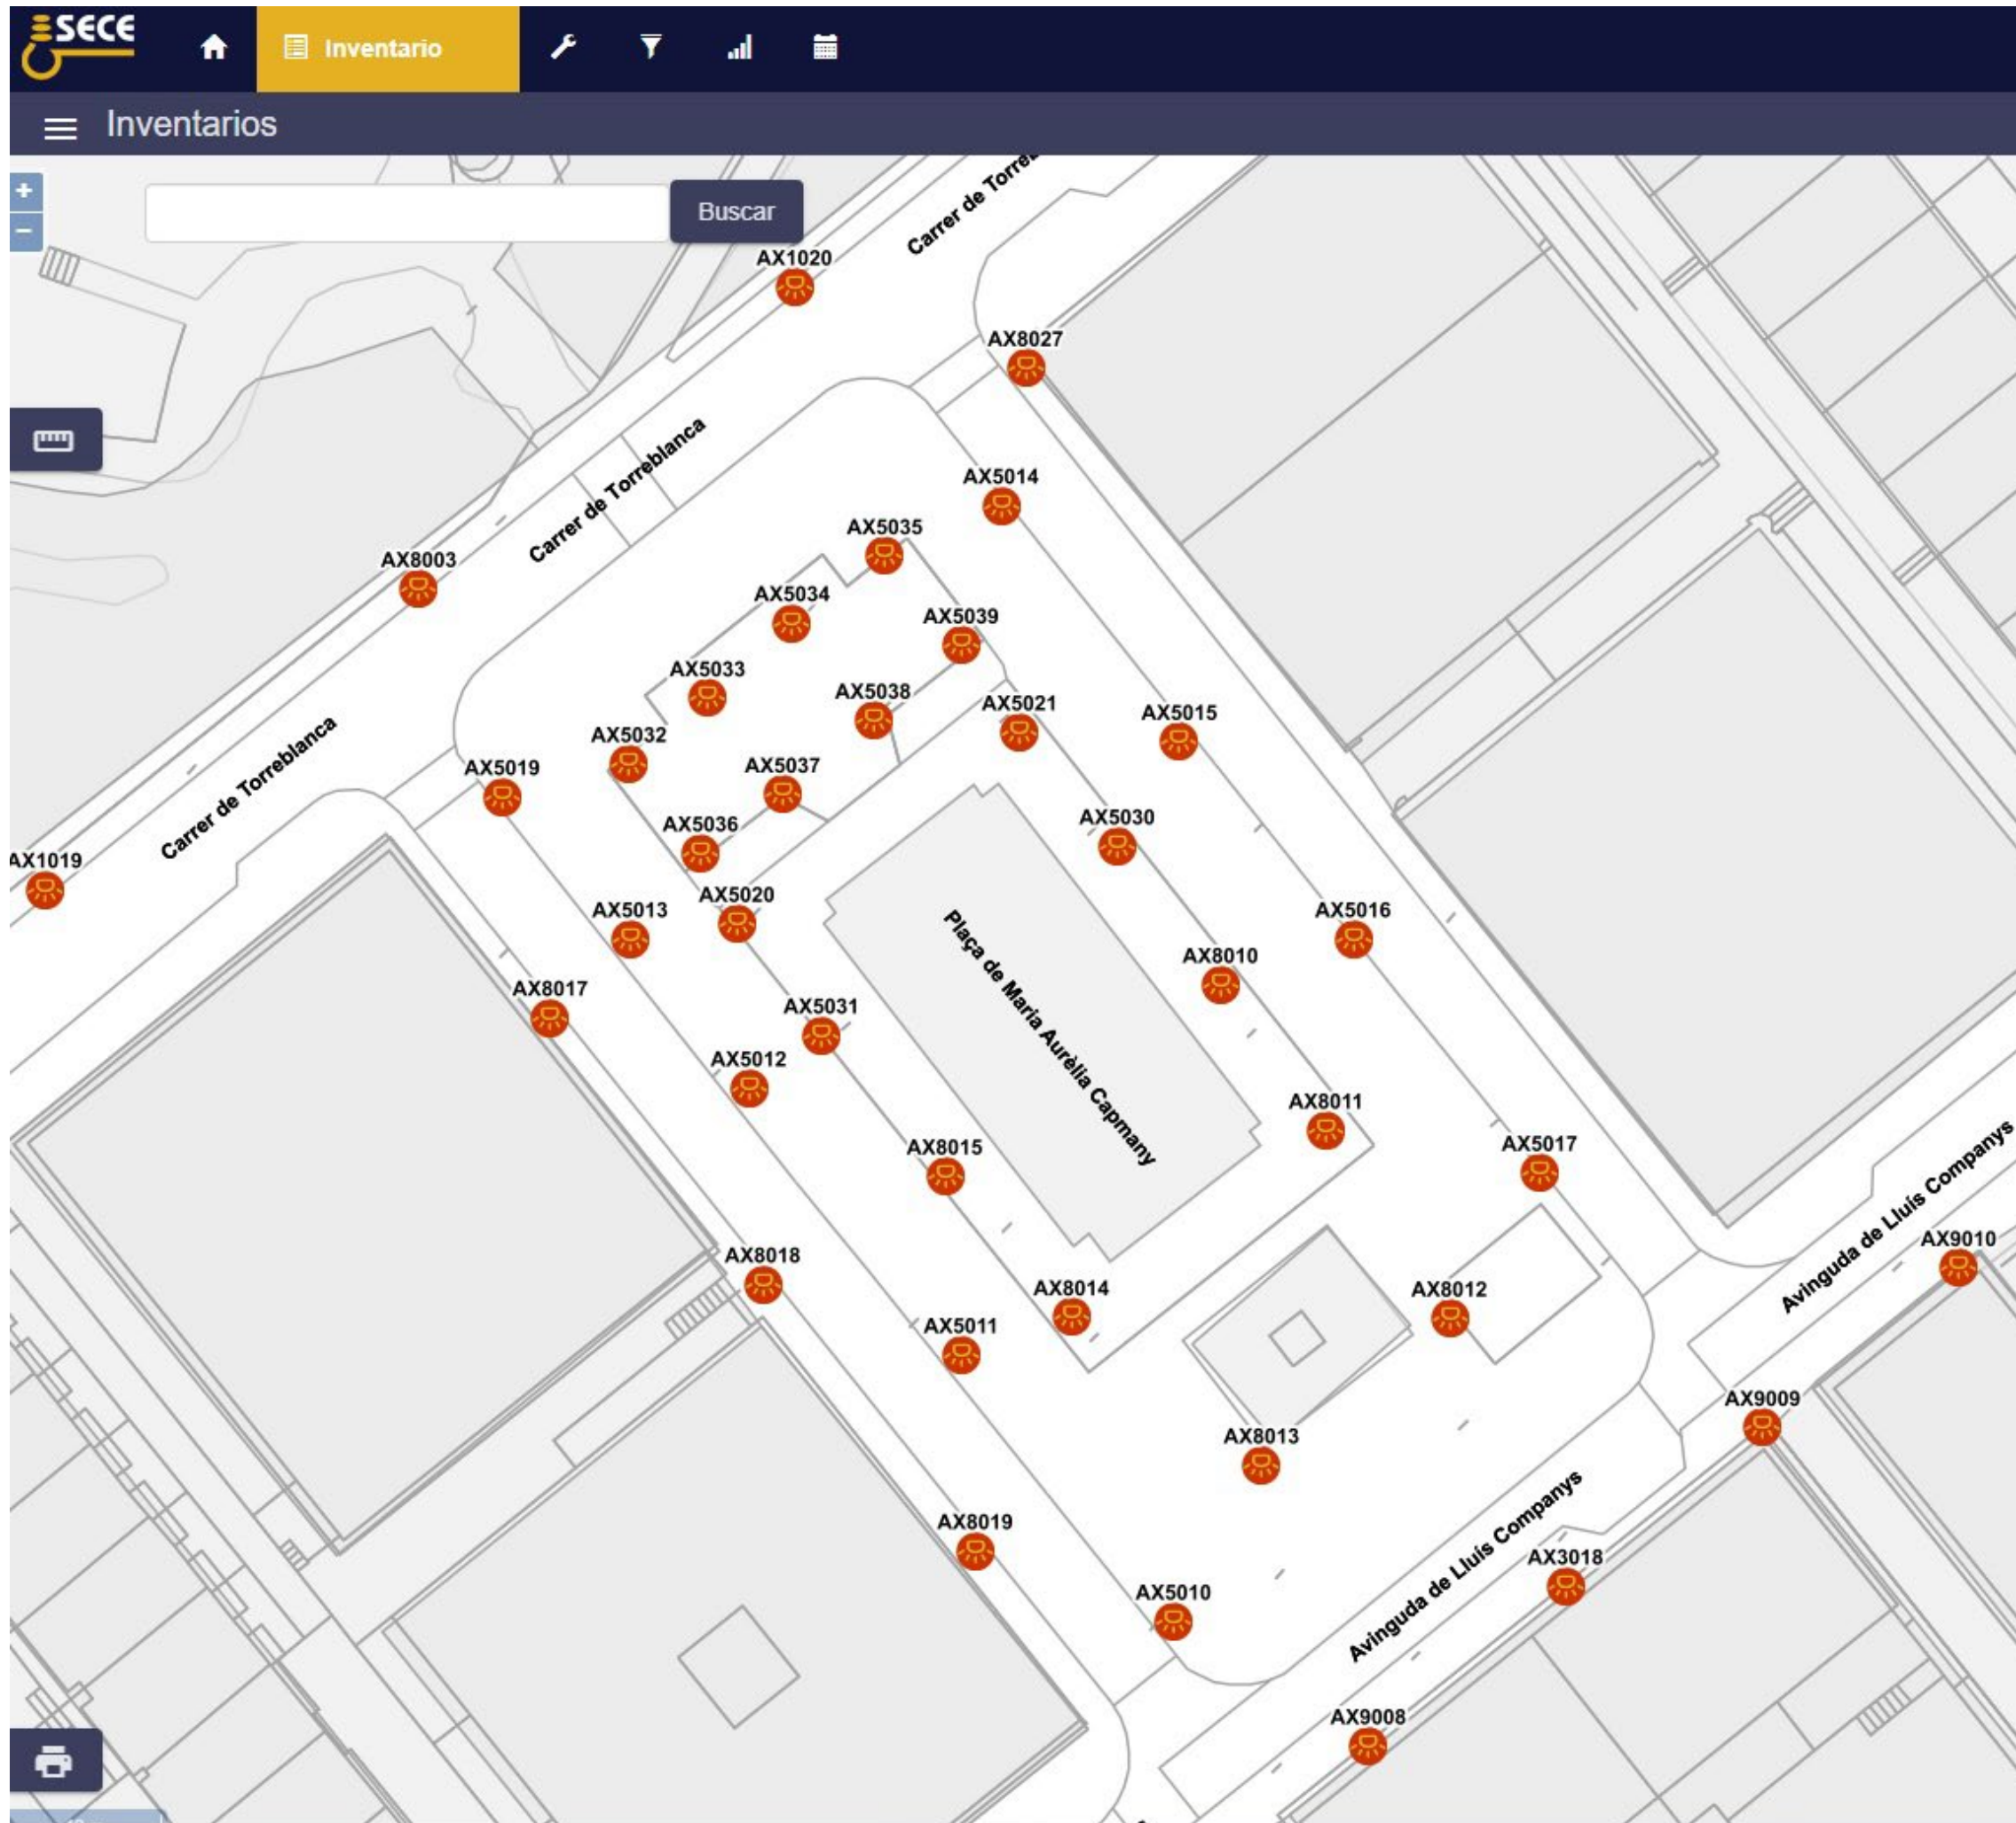 SECE
Inventario
Inventarios
+
Buscar
−
AX1020
AX8027
Carrer de Torreblanca
AX5014
AX5035
AX8003
AX5034
AX5039
AX5033
AX5038
AX5021
AX5015
AX5032
AX5019
AX5037
Carrer de Torreblanca
AX5036
AX5030
AX1019
AX5020
AX5013
AX5016
AX8010
AX8017
AX5031
Plaça de Maria Aurèlia Capmany
AX5012
AX8011
AX5017
AX8015
Avinguda de Lluís Companys
AX9010
AX8018
AX8014
AX8012
AX5011
AX9009
AX8013
AX8019
AX3018
Avinguda de Lluís Companys
AX5010
AX9008